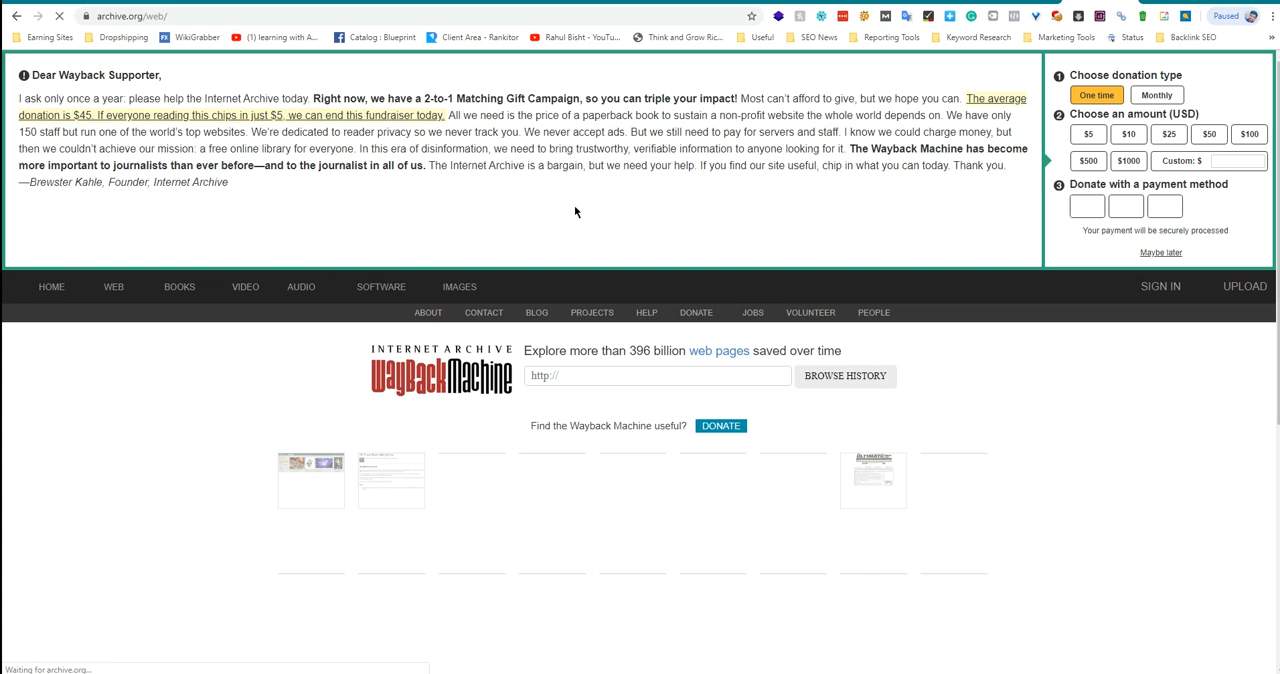 archive.org/web/
Paused
Earning Sites Dropshipping WikiGrabber (1) learning with A... Catalog : Blueprint Client Area - Rankitor Rahul Bisht - YouTu... Think and Grow Ric... Useful SEO News Reporting Tools Keyword Research Marketing Tools Status Backlink SEO »
Dear Wayback Supporter,
I ask only once a year: please help the Internet Archive today. Right now, we have a 2-to-1 Matching Gift Campaign, so you can triple your impact! Most can't afford to give, but we hope you can. The average
donation is $45. If everyone reading this chips in just $5, we can end this fundraiser today. All we need is the price of a paperback book to sustain a non-profit website the whole world depends on. We have only
150 staff but run one of the world's top websites. We're dedicated to reader privacy so we never track you. We never accept ads. But we still need to pay for servers and staff. I know we could charge money, but
then we couldn't achieve our mission: a free online library for everyone. In this era of disinformation, we need to bring trustworthy, verifiable information to anyone looking for it. The Wayback Machine has become
more important to journalists than ever before—and to the journalist in all of us. The Internet Archive is a bargain, but we need your help. If you find our site useful, chip in what you can today. Thank you.
—Brewster Kahle, Founder, Internet Archive
1 Choose donation type
One time Monthly
2 Choose an amount (USD)
$5 $10 $25 $50 $100
$500 $1000 Custom: $
3 Donate with a payment method
Your payment will be securely processed
Maybe later
HOME WEB BOOKS VIDEO AUDIO SOFTWARE IMAGES SIGN IN UPLOAD
ABOUT CONTACT BLOG PROJECTS HELP DONATE JOBS VOLUNTEER PEOPLE
INTERNET ARCHIVE
WayBackMachine
Explore more than 396 billion web pages saved over time
http://
BROWSE HISTORY
Find the Wayback Machine useful? DONATE
Waiting for archive.org...